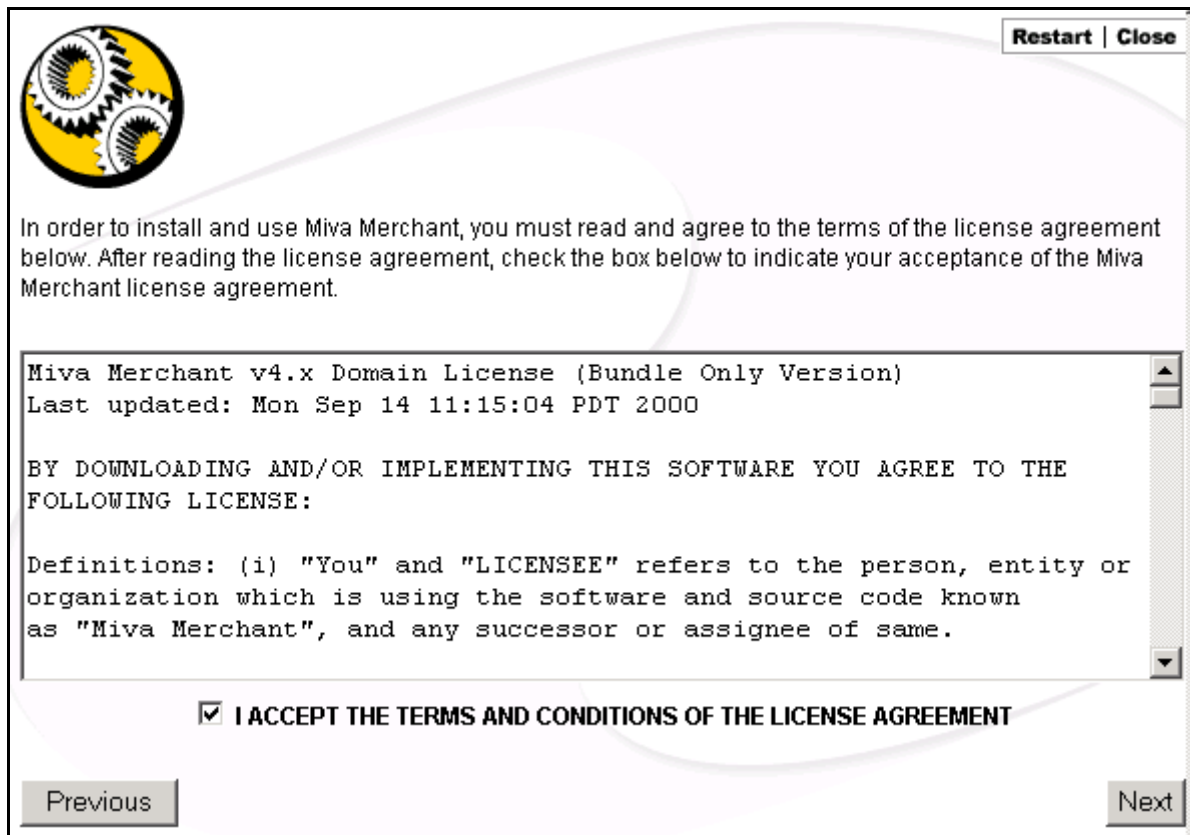 Restart | Close
In order to install and use Miva Merchant, you must read and agree to the terms of the license agreement
below. After reading the license agreement, check the box below to indicate your acceptance of the Miva
Merchant license agreement.
Miva Merchant v4.x Domain License (Bundle Only Version)
Last updated: Mon Sep 14 11:15:04 PDT 2000
BY DOWNLOADING AND/OR IMPLEMENTING THIS SOFTWARE YOU AGREE TO THE
FOLLOWING LICENSE:
Definitions: (i) "You" and "LICENSEE" refers to the person, entity or
organization which is using the software and source code known
as "Miva Merchant", and any successor or assignee of same.
I ACCEPT THE TERMS AND CONDITIONS OF THE LICENSE AGREEMENT
Previous
Next